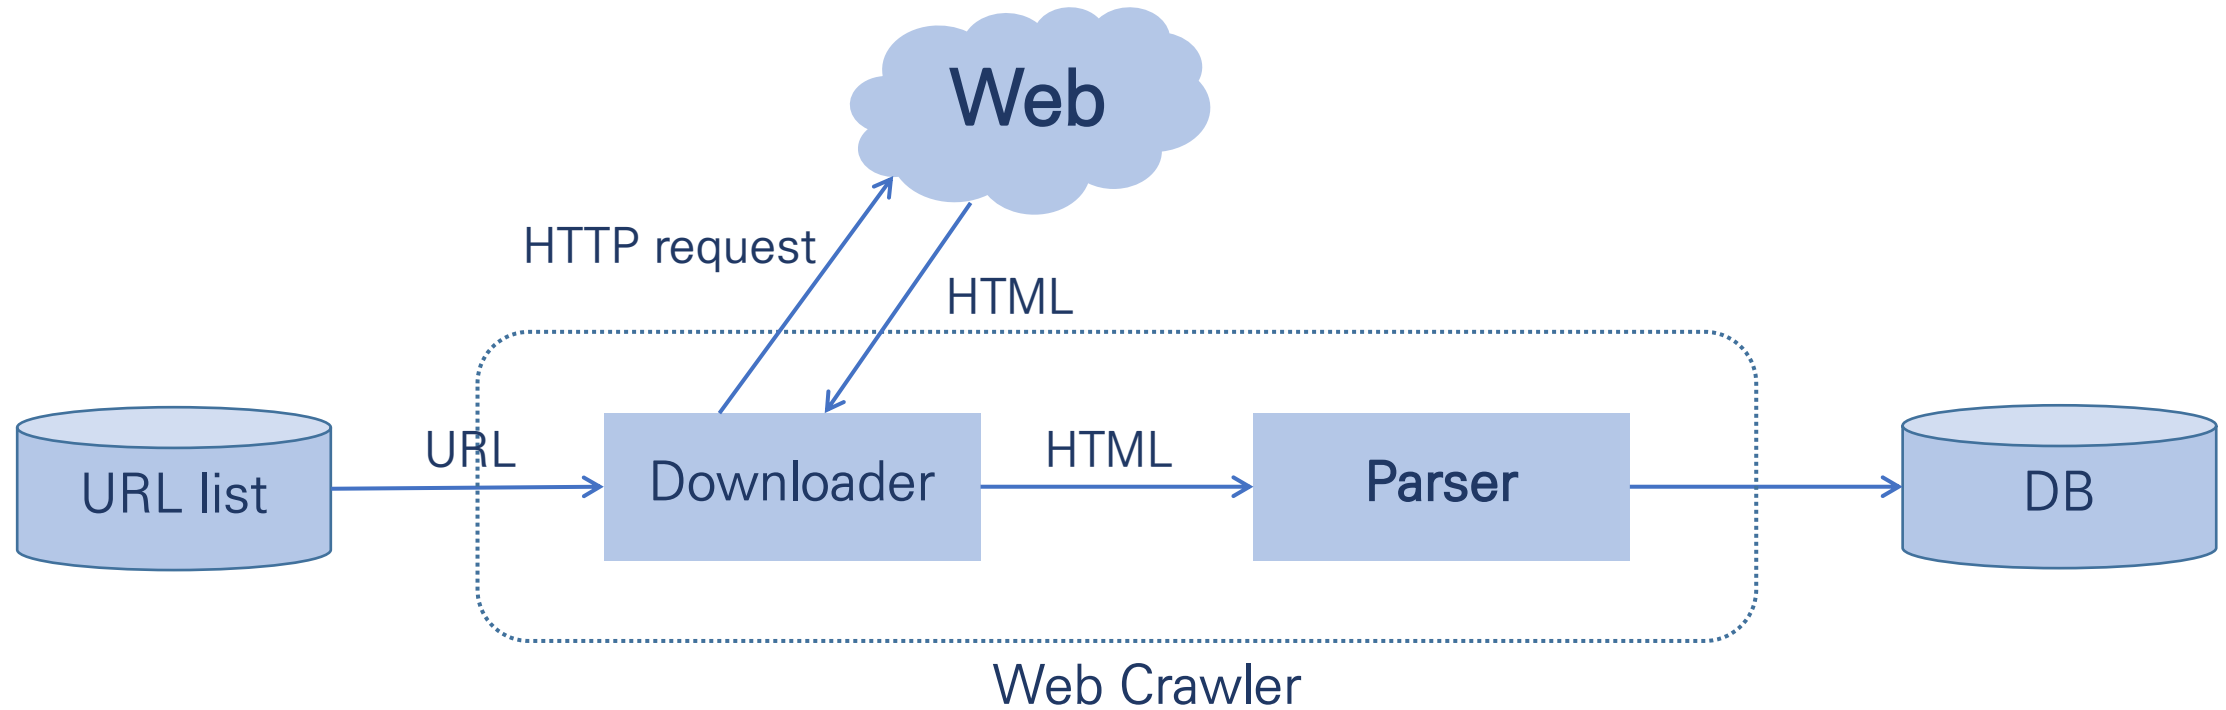 Web
HTTP request
HTML
URL list
URL
Downloader
HTML
Parser
DB
Web Crawler